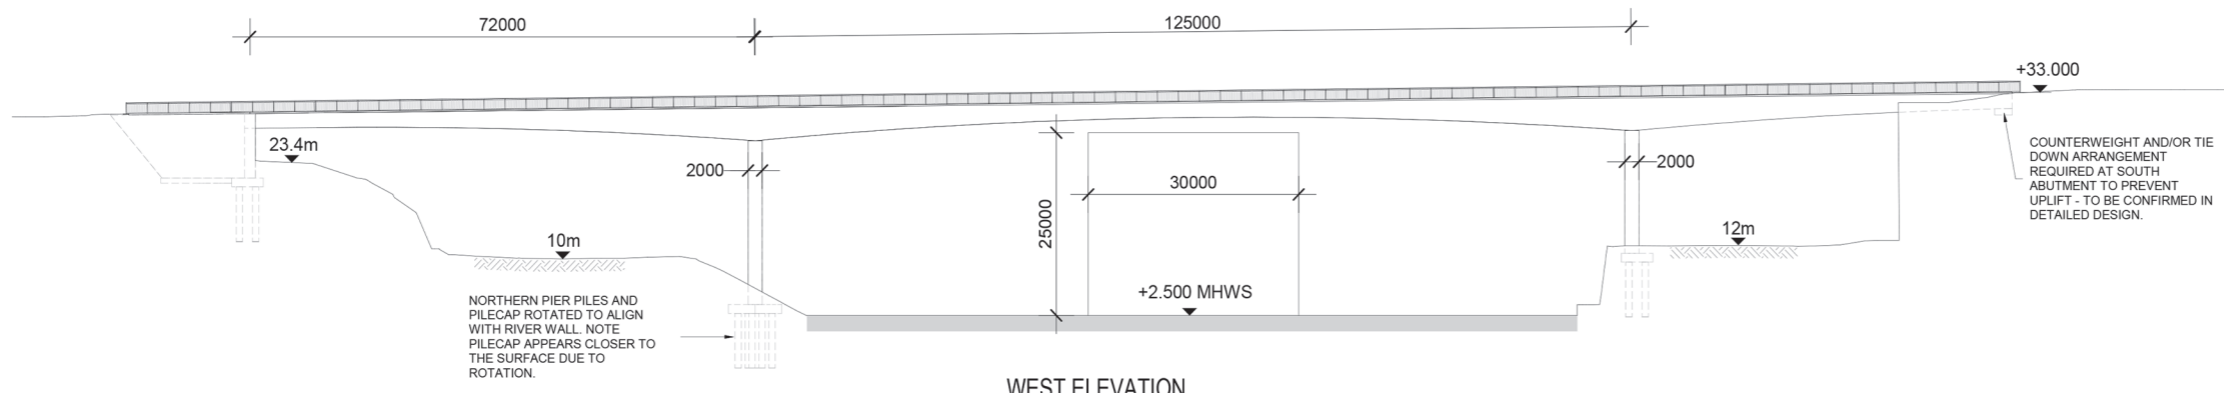 72000
125000
+33.000
23.4m
2000
2000
30000
25000
COUNTERWEIGHT AND/OR TIE
DOWN ARRANGEMENT
REQUIRED AT SOUTH
ABUTMENT TO PREVENT
UPLIFT - TO BE CONFIRMED IN
DETAILED DESIGN.
10m
12m
+2.500 MHWS
NORTHERN PIER PILES AND
PILECAP ROTATED TO ALIGN
WITH RIVER WALL. NOTE
PILECAP APPEARS CLOSER TO
THE SURFACE DUE TO
ROTATION.
WEST ELEVATION